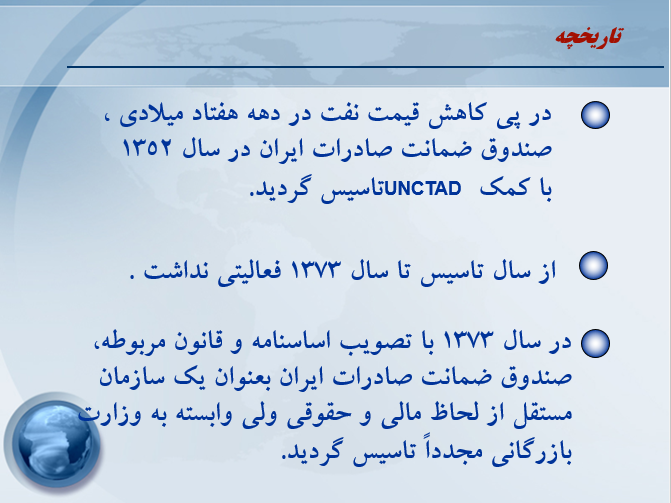 تاریخچه
در پی کاهش قیمت نفت در دهه هفتاد میلادی ،
صندوق ضمانت صادرات ایران در سال ۱۳۵۲
با کمک UNCTAD تاسیس گردید.
از سال تاسیس تا سال ۱۳۷۳ فعالیتی نداشت .
در سال ۱۳۷۳ با تصویب اساسنامه و قانون مربوطه،
صندوق ضمانت صادرات ایران بعنوان یک سازمان
مستقل از لحاظ مالی و حقوقی ولی وابسته به وزارت
بازرگانی مجدداً تاسیس گردید.